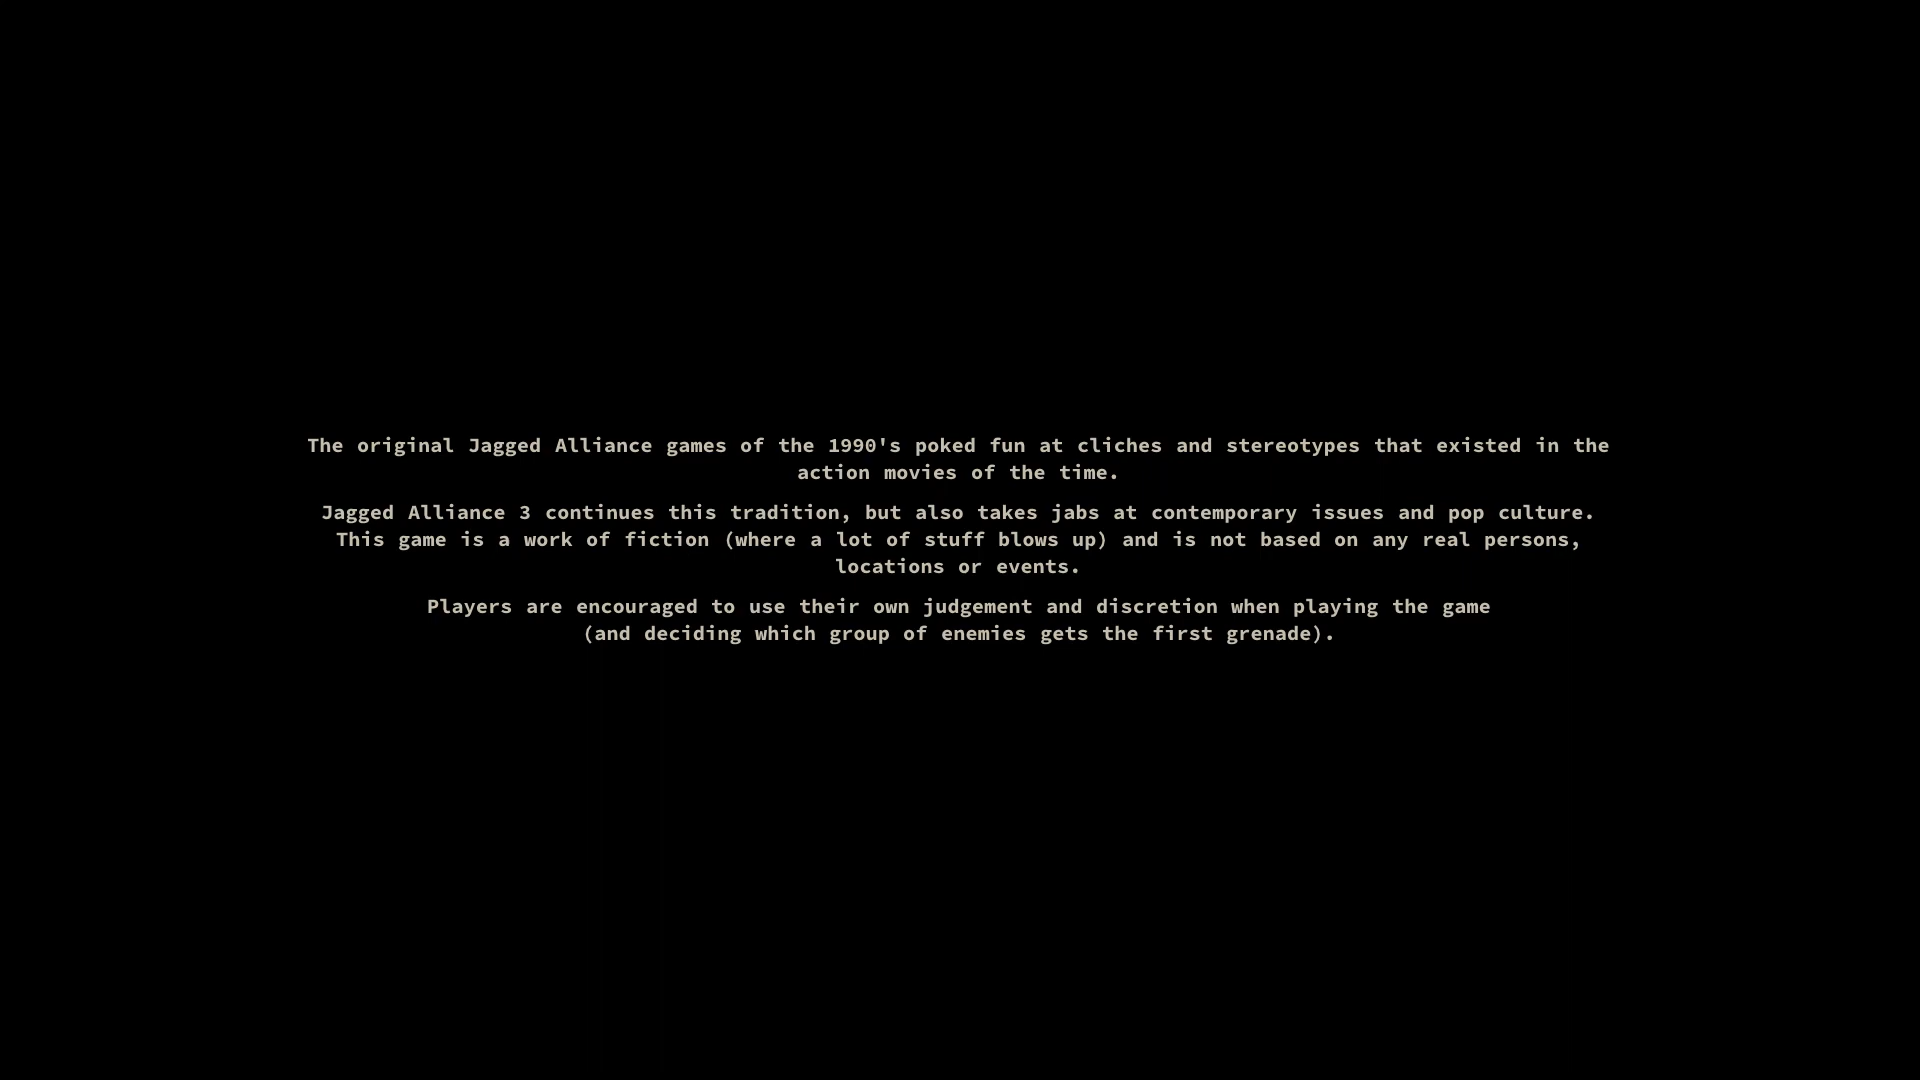 The original Jagged Alliance games of the 1990's poked fun at cliches and stereotypes that existed in the
action movies of the time.
Jagged Alliance 3 continues this tradition, but also takes jabs at contemporary issues and pop culture.
This game is a work of fiction (where a lot of stuff blows up) and is not based on any real persons,
locations or events.
Players are encouraged to use their own judgement and discretion when playing the game
(and deciding which group of enemies gets the first grenade).